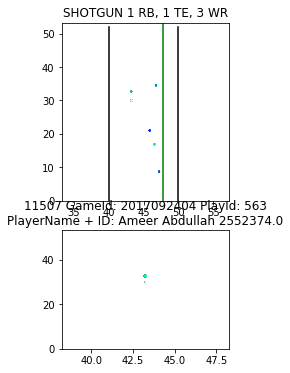 SHOTGUN 1 RB, 1 TE, 3 WR
50
40
30
20
10
0
35 40 45 50 55
11507 GameId: 2017092404 PlayId: 563
PlayerName + ID: Ameer Abdullah 2552374.0
40
20
0
40.0 42.5 45.0 47.5